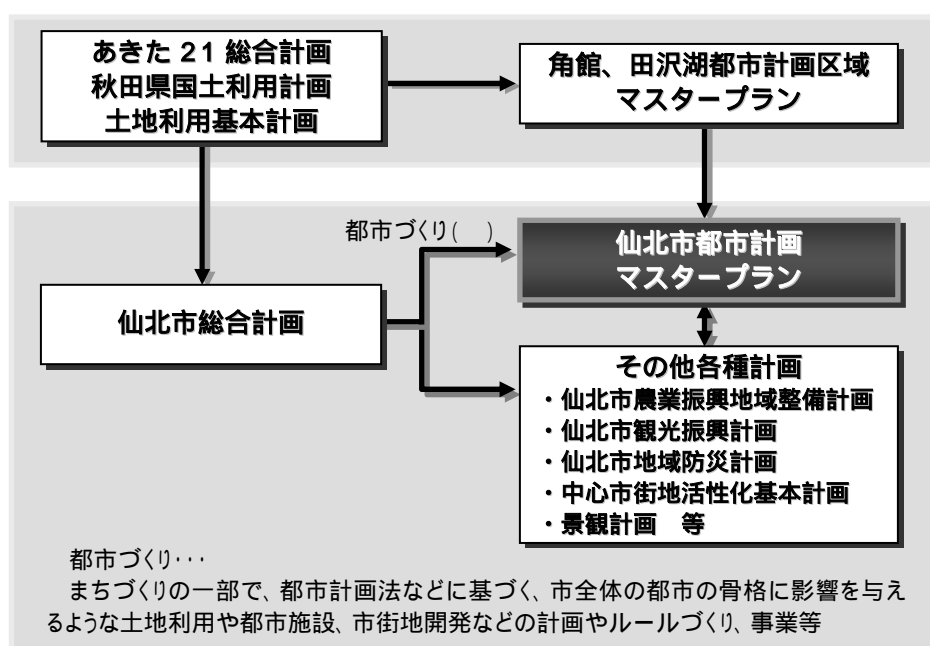 あきた 21 総合計画
秋田県国土利用計画
土地利用基本計画
角館、田沢湖都市計画区域
マスタープラン
都市づくり(　)
仙北市都市計画
マスタープラン
仙北市総合計画
その他各種計画
・仙北市農業振興地域整備計画
・仙北市観光振興計画
・仙北市地域防災計画
・中心市街地活性化基本計画
・景観計画　等
都市づくり･･･
まちづくりの一部で、都市計画法などに基づく、市全体の都市の骨格に影響を与え
るような土地利用や都市施設、市街地開発などの計画やルールづくり、事業等